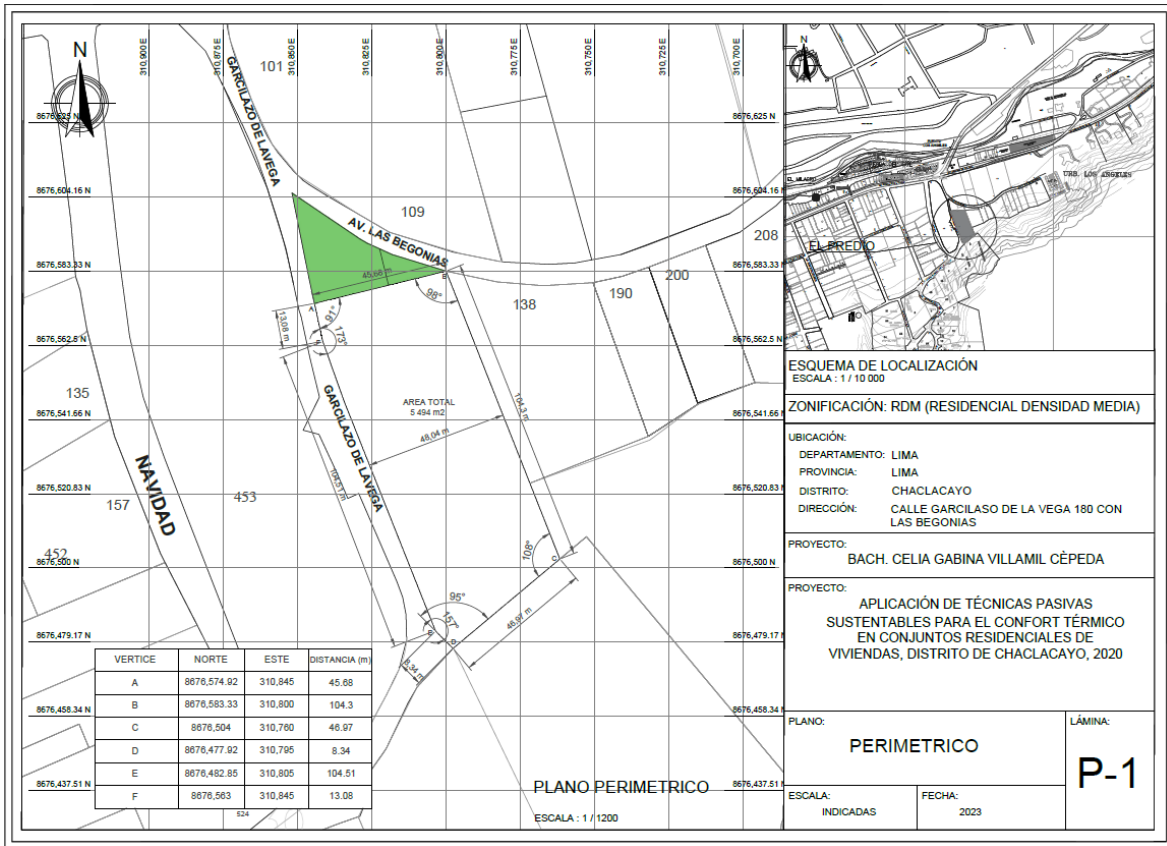 N
310,900 E
310,875 E
310,850 E
310,825 E
310,800 E
310,775 E
310,750 E
310,725 E
310,700 E
8676,625 N
8676,625 N
8676,604.16 N
8676,604.16 N
8676,583.33 N
8676,583.33 N
8676,562.5 N
8676,562.5 N
8676,541.66 N
8676,541.66 N
8676,520.83 N
8676,520.83 N
8676,500 N
8676,500 N
8676,479.17 N
8676,479.17 N
8676,458.34 N
8676,458.34 N
8676,437.51 N
8676,437.51 N
101
GARCILAZO DE LAVEGA
109
AV. LAS BEGONIAS
208
200
190
138
45,68 m
A
B
98°
91°
173°
13,08 m
135
GARCILAZO DE LAVEGA
AREA TOTAL
5 494 m2
48,04 m
104,3 m
104,51 m
NAVIDAD
157
453
452
108°
C
95°
157°
E
D
46,97 m
8,34 m
VERTICE NORTE ESTE DISTANCIA (m)
A 8676,574.92 310,845 45.68
B 8676,583.33 310,800 104.3
C 8676,504 310,760 46.97
D 8676,477.92 310,795 8.34
E 8676,482.85 310,805 104.51
F 8676,563 310,845 13.08
524
PLANO PERIMETRICO
ESCALA : 1 / 1200
N
URB. LOS ANGELES
EL PREDIO
ESQUEMA DE LOCALIZACIÓN
ESCALA : 1 / 10 000
ZONIFICACIÓN: RDM (RESIDENCIAL DENSIDAD MEDIA)
UBICACIÓN:
DEPARTAMENTO: LIMA
PROVINCIA: LIMA
DISTRITO: CHACLACAYO
DIRECCIÓN: CALLE GARCILASO DE LA VEGA 180 CON
LAS BEGONIAS
PROYECTO:
BACH. CELIA GABINA VILLAMIL CÈPEDA
PROYECTO:
APLICACIÓN DE TÉCNICAS PASIVAS
SUSTENTABLES PARA EL CONFORT TÉRMICO
EN CONJUNTOS RESIDENCIALES DE
VIVIENDAS, DISTRITO DE CHACLACAYO, 2020
PLANO:
PERIMETRICO
LÁMINA:
P-1
ESCALA:
INDICADAS
FECHA:
2023